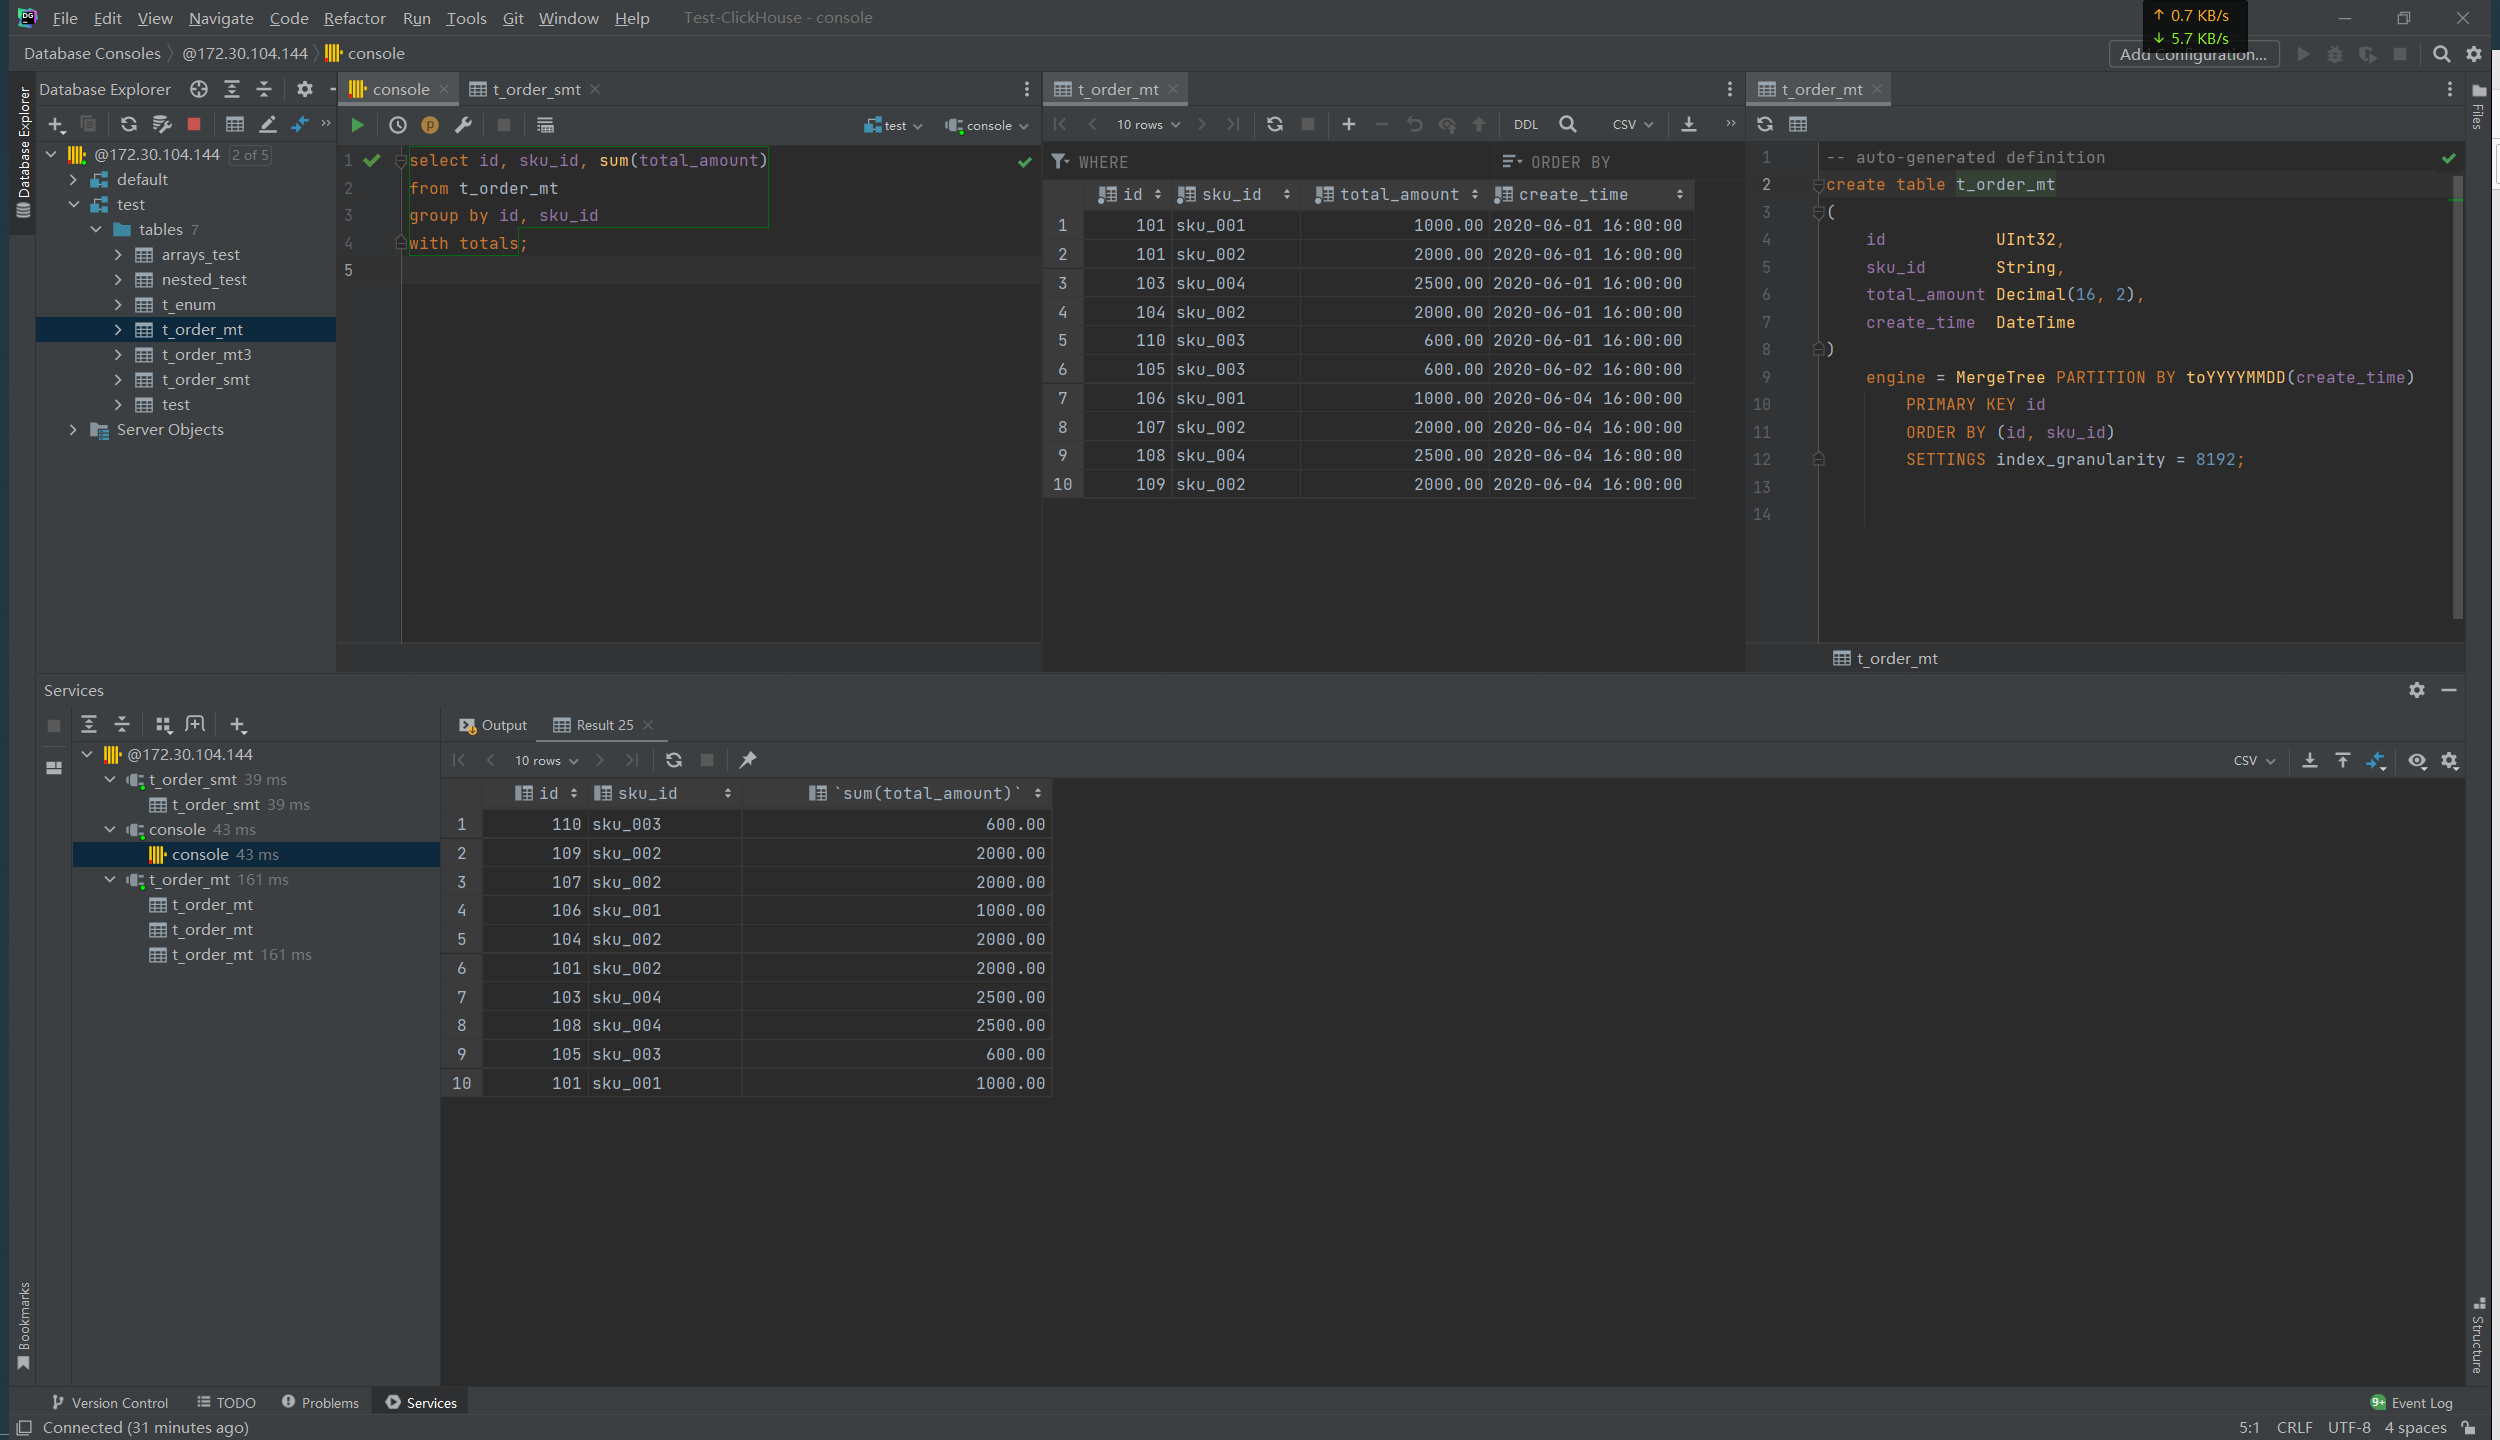 File Edit View Navigate Code Refactor Run Tools Git Window Help Test-ClickHouse - console
↑ 0.7 KB/s
↓ 5.7 KB/s
Database Consoles @172.30.104.144 console
Add Configuration...
Database Explorer
Database Explorer
@172.30.104.144 2 of 5
default
test
tables 7
arrays_test
nested_test
t_enum
t_order_mt
t_order_mt3
t_order_smt
test
Server Objects
console t_order_smt
test console
1 select id, sku_id, sum(total_amount)
2 from t_order_mt
3 group by id, sku_id
4 with totals;
5
t_order_mt
10 rows DDL CSV
WHERE ORDER BY
id sku_id total_amount create_time
1 101 sku_001 1000.00 2020-06-01 16:00:00
2 101 sku_002 2000.00 2020-06-01 16:00:00
3 103 sku_004 2500.00 2020-06-01 16:00:00
4 104 sku_002 2000.00 2020-06-01 16:00:00
5 110 sku_003 600.00 2020-06-01 16:00:00
6 105 sku_003 600.00 2020-06-02 16:00:00
7 106 sku_001 1000.00 2020-06-04 16:00:00
8 107 sku_002 2000.00 2020-06-04 16:00:00
9 108 sku_004 2500.00 2020-06-04 16:00:00
10 109 sku_002 2000.00 2020-06-04 16:00:00
t_order_mt
1 -- auto-generated definition
2 create table t_order_mt
3 (
4 id UInt32,
5 sku_id String,
6 total_amount Decimal(16, 2),
7 create_time DateTime
8 )
9 engine = MergeTree PARTITION BY toYYYYMMDD(create_time)
10 PRIMARY KEY id
11 ORDER BY (id, sku_id)
12 SETTINGS index_granularity = 8192;
13
14
t_order_mt
Files
Services
@172.30.104.144
t_order_smt 39 ms
t_order_smt 39 ms
console 43 ms
console 43 ms
t_order_mt 161 ms
t_order_mt
t_order_mt
t_order_mt 161 ms
Output Result 25
10 rows CSV
id sku_id `sum(total_amount)`
1 110 sku_003 600.00
2 109 sku_002 2000.00
3 107 sku_002 2000.00
4 106 sku_001 1000.00
5 104 sku_002 2000.00
6 101 sku_002 2000.00
7 103 sku_004 2500.00
8 108 sku_004 2500.00
9 105 sku_003 600.00
10 101 sku_001 1000.00
Bookmarks
Structure
Version Control TODO Problems Services 9+ Event Log
Connected (31 minutes ago) 5:1 CRLF UTF-8 4 spaces